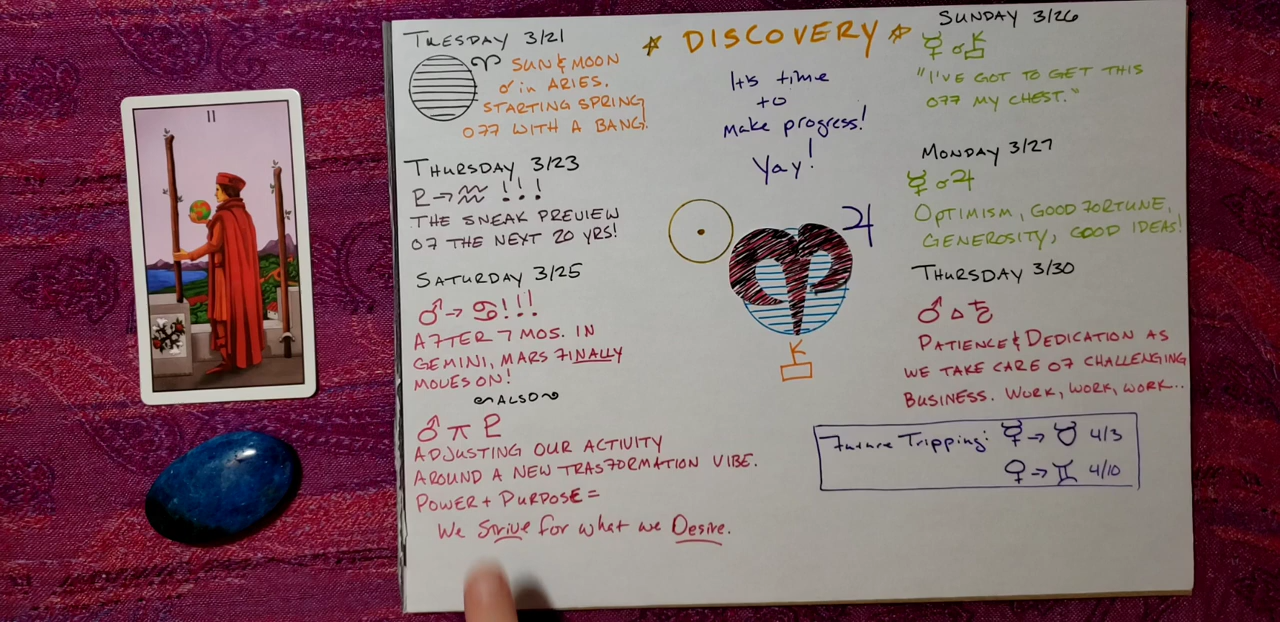 II
TUESDAY 3/21
♈ SUN & MOON
☌ in ARIES.
STARTING SPRING
OFF WITH A BANG!
THURSDAY 3/23
♇→♒!!!
THE SNEAK PREVIEW
OF THE NEXT 20 YRS!
SATURDAY 3/25
♂→♋!!!
AFTER 7 MOS. IN
GEMINI, MARS FINALLY
MOVES ON!
~ALSO~
♂ ⚻ ♇
ADJUSTING OUR ACTIVITY
AROUND A NEW TRASFORMATION VIBE.
POWER + PURPOSE =
We Strive for what we Desire.
☆ DISCOVERY ☆
Its time
to
make progress!
Yay!
♃
K
SUNDAY 3/26
☿ ☌ ⚷
"I'VE GOT TO GET THIS
OFF MY CHEST."
MONDAY 3/27
☿ ☌ ♃
OPTIMISM, GOOD FORTUNE,
GENEROSITY, GOOD IDEAS!
THURSDAY 3/30
♂ △ ♄
PATIENCE & DEDICATION AS
WE TAKE CARE OF CHALLENGING
BUSINESS. WORK, WORK, WORK...
Future Tripping: ☿→♉ 4/3
♀→♊ 4/10